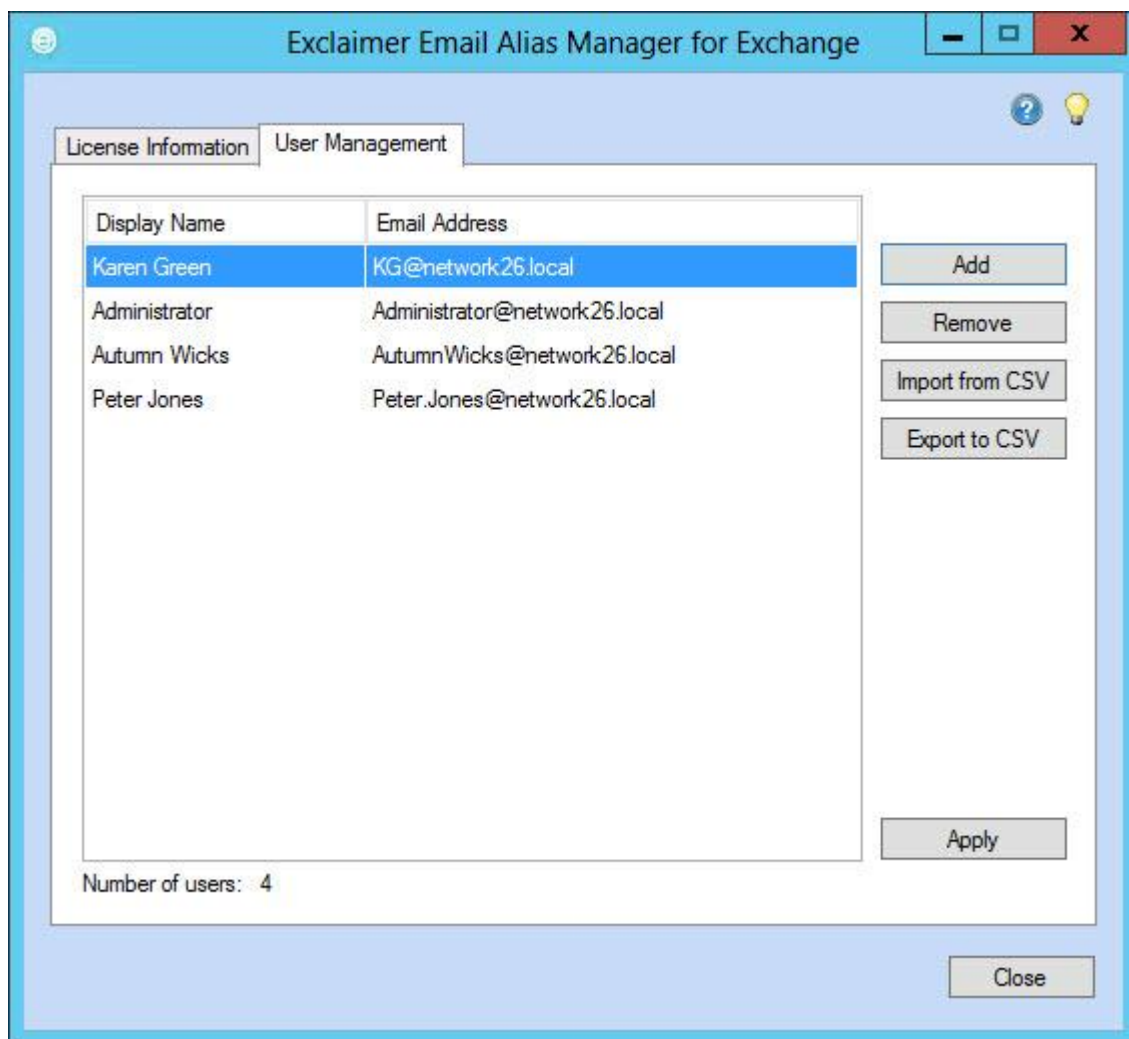 Exclaimer Email Alias Manager for Exchange
License Information User Management
Display Name Email Address
Karen Green KG@network26.local
Administrator Administrator@network26.local
Autumn Wicks AutumnWicks@network26.local
Peter Jones Peter.Jones@network26.local
Add
Remove
Import from CSV
Export to CSV
Apply
Number of users: 4
Close